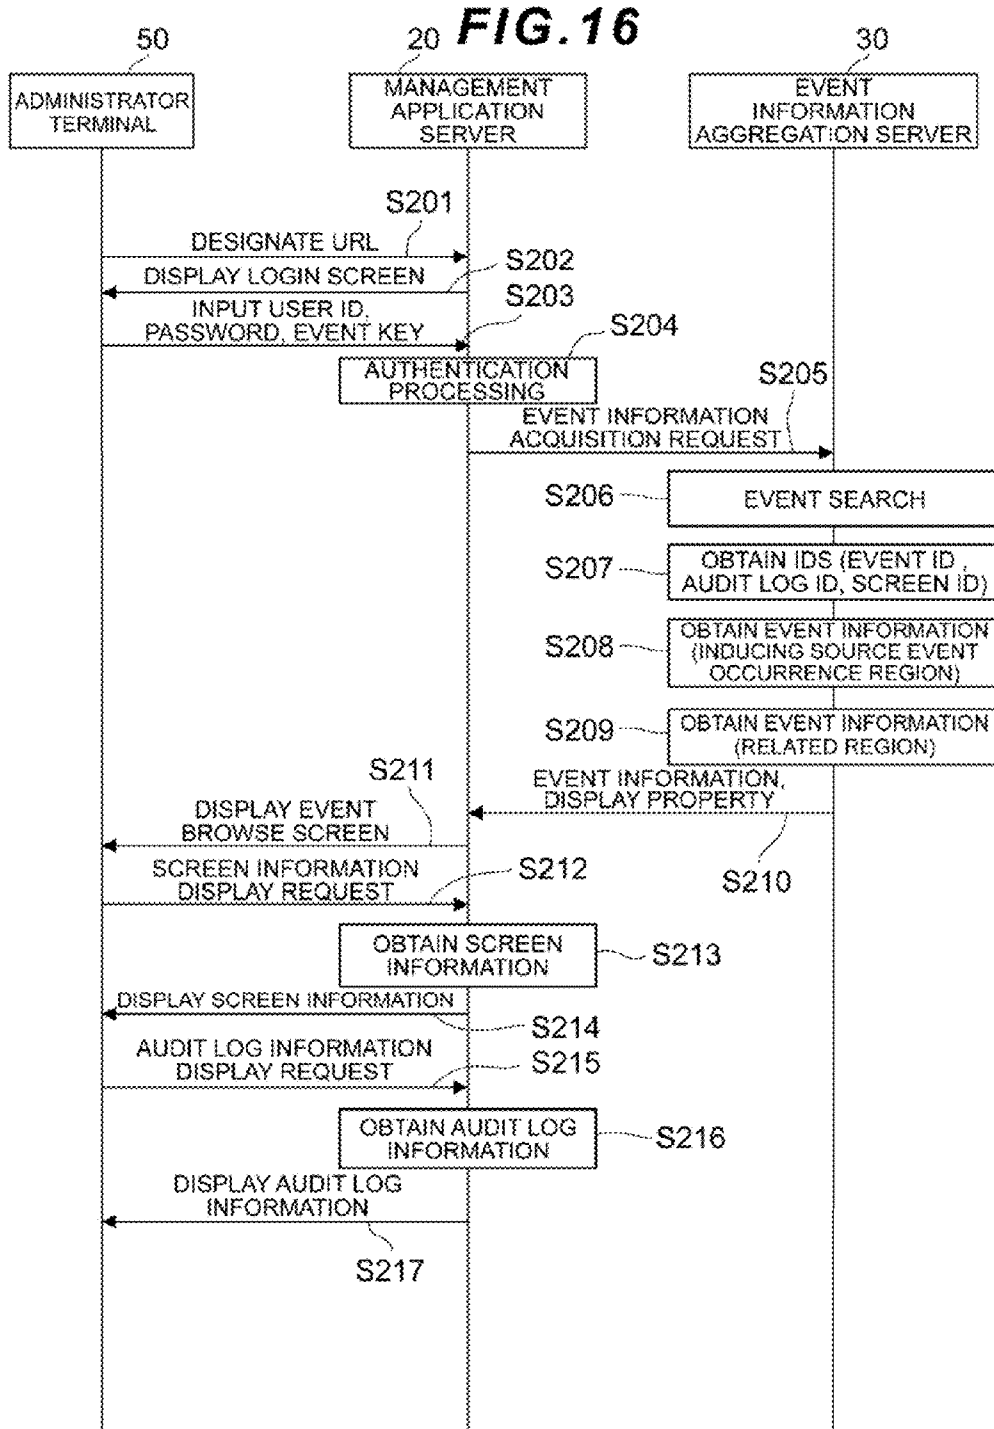 FIG.16
50
20
30
ADMINISTRATOR
TERMINAL
MANAGEMENT
APPLICATION
SERVER
EVENT
INFORMATION
AGGREGATION SERVER
S201
DESIGNATE URL
S202
DISPLAY LOGIN SCREEN
S203
INPUT USER ID,
PASSWORD, EVENT KEY
S204
AUTHENTICATION
PROCESSING
S205
EVENT INFORMATION
ACQUISITION REQUEST
S206
EVENT SEARCH
S207
OBTAIN IDS (EVENT ID ,
AUDIT LOG ID, SCREEN ID)
S208
OBTAIN EVENT INFORMATION
(INDUCING SOURCE EVENT
OCCURRENCE REGION)
S209
OBTAIN EVENT INFORMATION
(RELATED REGION)
EVENT INFORMATION,
DISPLAY PROPERTY
S210
S211
DISPLAY EVENT
BROWSE SCREEN
SCREEN INFORMATION
DISPLAY REQUEST
S212
OBTAIN SCREEN
INFORMATION
S213
DISPLAY SCREEN INFORMATION
S214
AUDIT LOG INFORMATION
DISPLAY REQUEST
S215
OBTAIN AUDIT LOG
INFORMATION
S216
DISPLAY AUDIT LOG
INFORMATION
S217